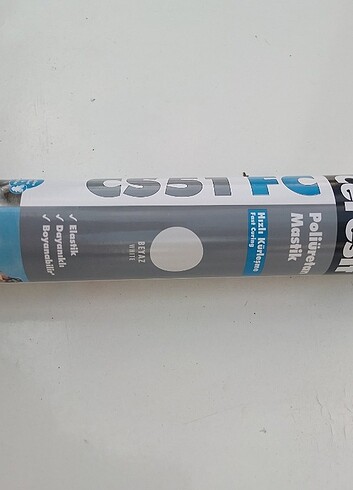 CS51 FC
Poliüretan
Mastik
Hızlı Kürleşme
Fast Curing
BEYAZ
WHITE
✓ Elastik
✓ Dayanıklı
✓ Boyanabilir